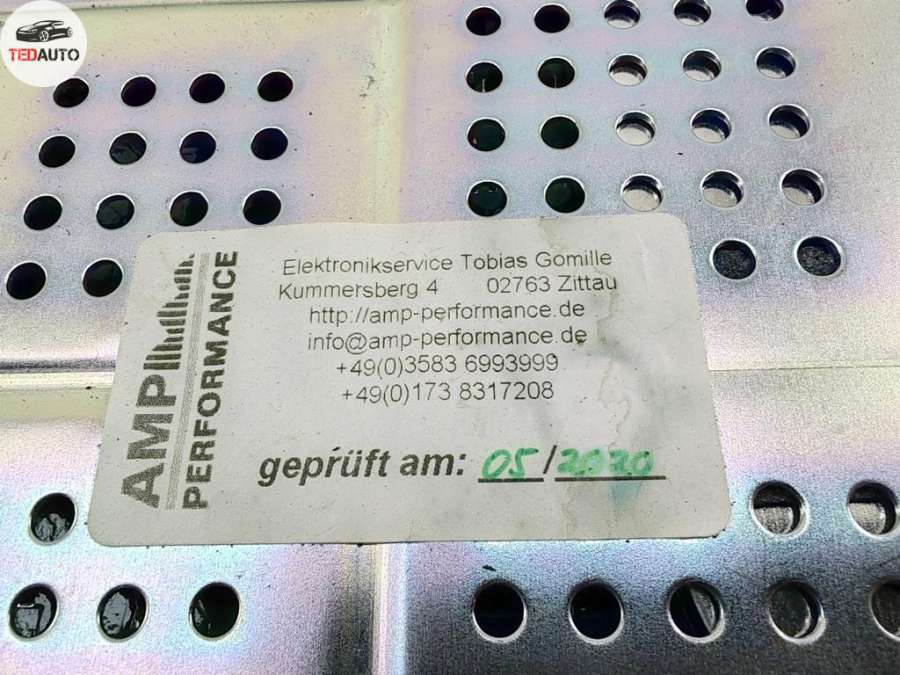 TEDAUTO
AMP
PERFORMANCE
Elektronikservice Tobias Gomille
Kummersberg 4 02763 Zittau
http://amp-performance.de
info@amp-performance.de
+49(0)3583 6993999
+49(0)173 8317208
geprüft am: 05/2020